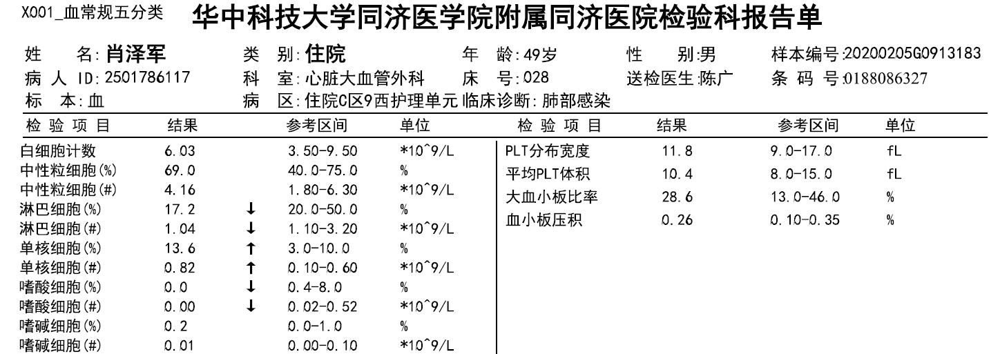 X001_血常规五分类 华中科技大学同济医学院附属同济医院检验科报告单
姓 名: 肖泽军 类 别: 住院 年 龄: 49岁 性 别:男 样本编号:20200205G0913183
病 人 ID: 2501786117 科 室: 心脏大血管外科 床 号: 028 送检医生:陈广 条 码 号:0188086327
标 本: 血 病 区: 住院C区9西护理单元 临床诊断: 肺部感染
检 验 项 目 结果 参考区间 单位 检 验 项 目 结果 参考区间 单位
白细胞计数 6.03 3.50-9.50 *10^9/L
中性粒细胞(%) 69.0 40.0-75.0 %
中性粒细胞(#) 4.16 1.80-6.30 *10^9/L
淋巴细胞(%) 17.2 ↓ 20.0-50.0 %
淋巴细胞(#) 1.04 ↓ 1.10-3.20 *10^9/L
单核细胞(%) 13.6 ↑ 3.0-10.0 %
单核细胞(#) 0.82 ↑ 0.10-0.60 *10^9/L
嗜酸细胞(%) 0.0 ↓ 0.4-8.0 %
嗜酸细胞(#) 0.00 ↓ 0.02-0.52 *10^9/L
嗜碱细胞(%) 0.2 0.0-1.0 %
嗜碱细胞(#) 0.01 0.00-0.10 *10^9/L
PLT分布宽度 11.8 9.0-17.0 fL
平均PLT体积 10.4 8.0-15.0 fL
大血小板比率 28.6 13.0-46.0 %
血小板压积 0.26 0.10-0.35 %